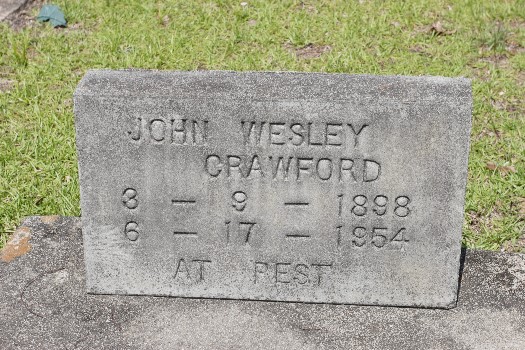 JOHN WESLEY
CRAWFORD
3 — 9 — 1898
6 — 17 — 1954
AT REST